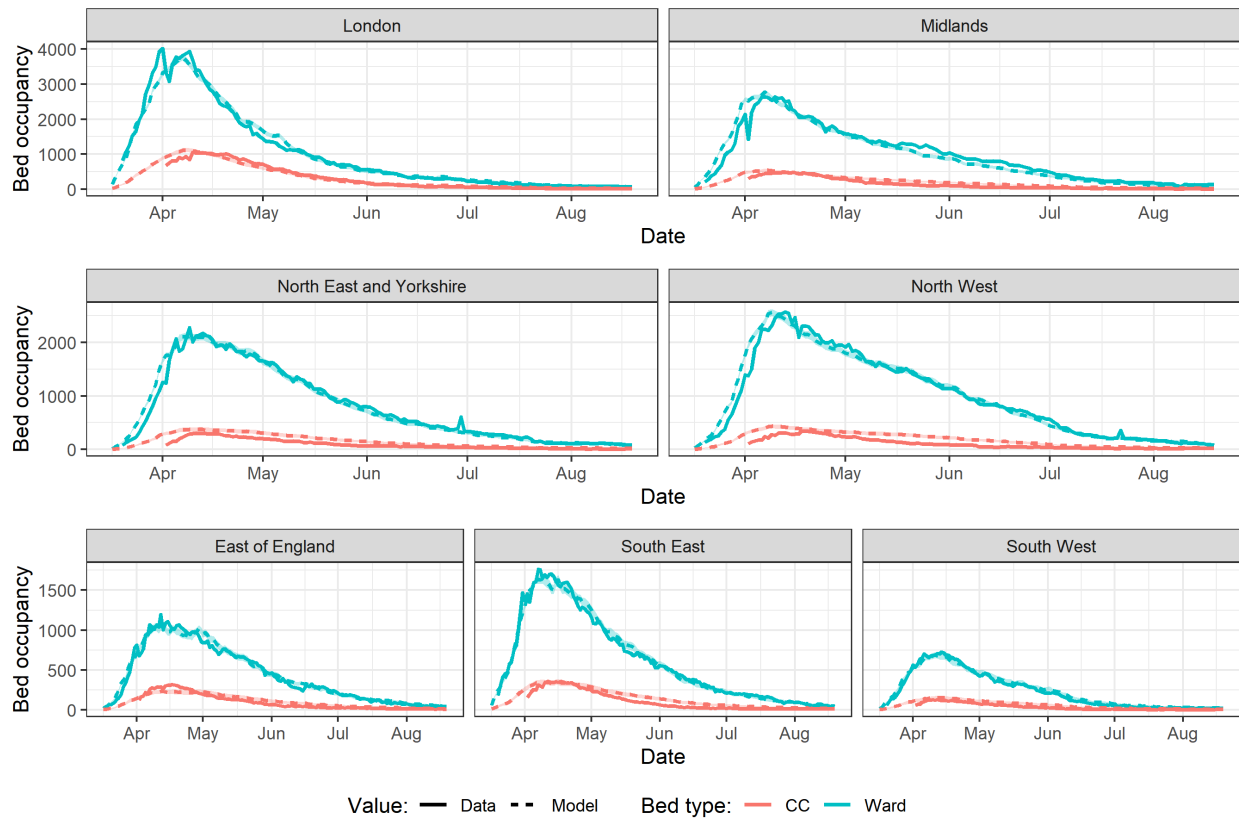 London Midlands
Bed occupancy
4000
3000
2000
1000
0
Apr May Jun Jul Aug Apr May Jun Jul Aug
Date Date
North East and Yorkshire North West
Bed occupancy
2000
1000
0
Apr May Jun Jul Aug Apr May Jun Jul Aug
Date Date
East of England South East South West
Bed occupancy
1500
1000
500
0
Apr May Jun Jul Aug Apr May Jun Jul Aug Apr May Jun Jul Aug
Date
Value: Data Model Bed type: CC Ward